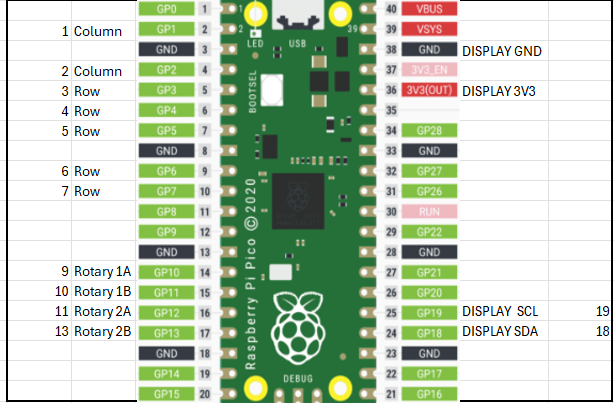 GP0 1 1 40 VBUS
1 Column GP1 2 2 LED USB 39 39 VSYS
GND 3 38 GND DISPLAY GND
2 Column GP2 4 37 3V3_EN
3 Row GP3 5 BOOTSEL 36 3V3(OUT) DISPLAY 3V3
4 Row GP4 6 35
5 Row GP5 7 34 GP28
GND 8 33 GND
6 Row GP6 9 32 GP27
7 Row GP7 10 31 GP26
GP8 11 30 RUN
GP9 12 29 GP22
GND 13 28 GND
9 Rotary 1A GP10 14 27 GP21
10 Rotary 1B GP11 15 26 GP20
11 Rotary 2A GP12 16 25 GP19 DISPLAY SCL 19
13 Rotary 2B GP13 17 24 GP18 DISPLAY SDA 18
GND 18 23 GND
GP14 19 22 GP17
GP15 20 21 GP16
Raspberry Pi Pico © 2020
DEBUG